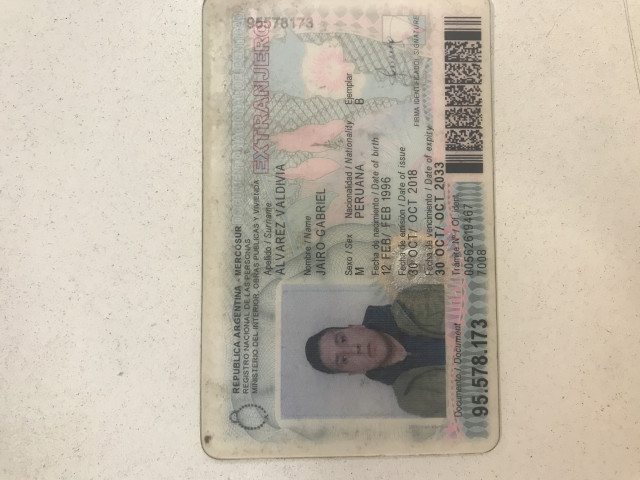 REPUBLICA ARGENTINA - MERCOSUR
REGISTRO NACIONAL DE LAS PERSONAS
MINISTERIO DEL INTERIOR, OBRAS PUBLICAS Y VIVIENDA
95578173
EXTRANJERO
Apellido / Surname
ALVAREZ VALDIVIA
Nombre / Name
JAIRO GABRIEL
Sexo / Sex Nacionalidad / Nationality Ejemplar
M PERUANA B
Fecha de nacimiento / Date of birth
12 FEB/ FEB 1996
Fecha de emisión / Date of issue
30 OCT/ OCT 2018
Fecha de vencimiento / Date of expiry
30 OCT/ OCT 2033
FIRMA IDENTIFICADO / SIGNATURE
Trámite Nº / Of. ident.
00562619467
7008
Documento / Document
95.578.173